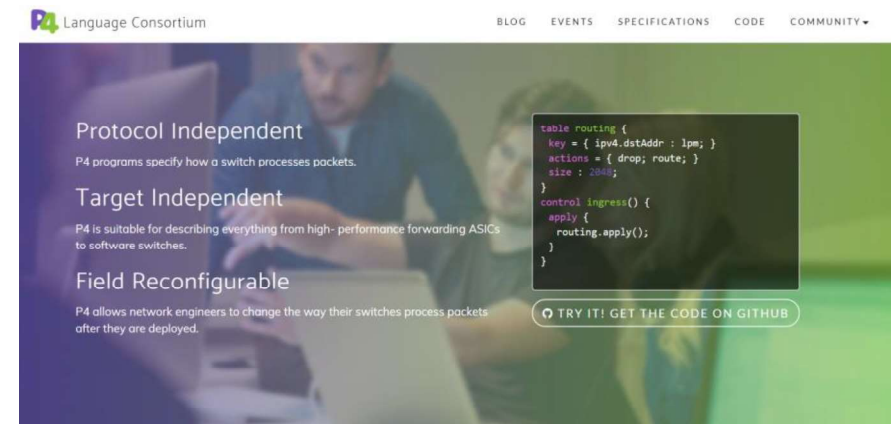 P4 Language Consortium
BLOG EVENTS SPECIFICATIONS CODE COMMUNITY
Protocol Independent
P4 programs specify how a switch processes packets.
Target Independent
P4 is suitable for describing everything from high- performance forwarding ASICs
to software switches.
Field Reconfigurable
P4 allows network engineers to change the way their switches process packets
after they are deployed.
table routing {
key = { ipv4.dstAddr : lpm; }
actions = { drop; route; }
size : 2048;
}
control ingress() {
apply {
routing.apply();
}
}
TRY IT! GET THE CODE ON GITHUB